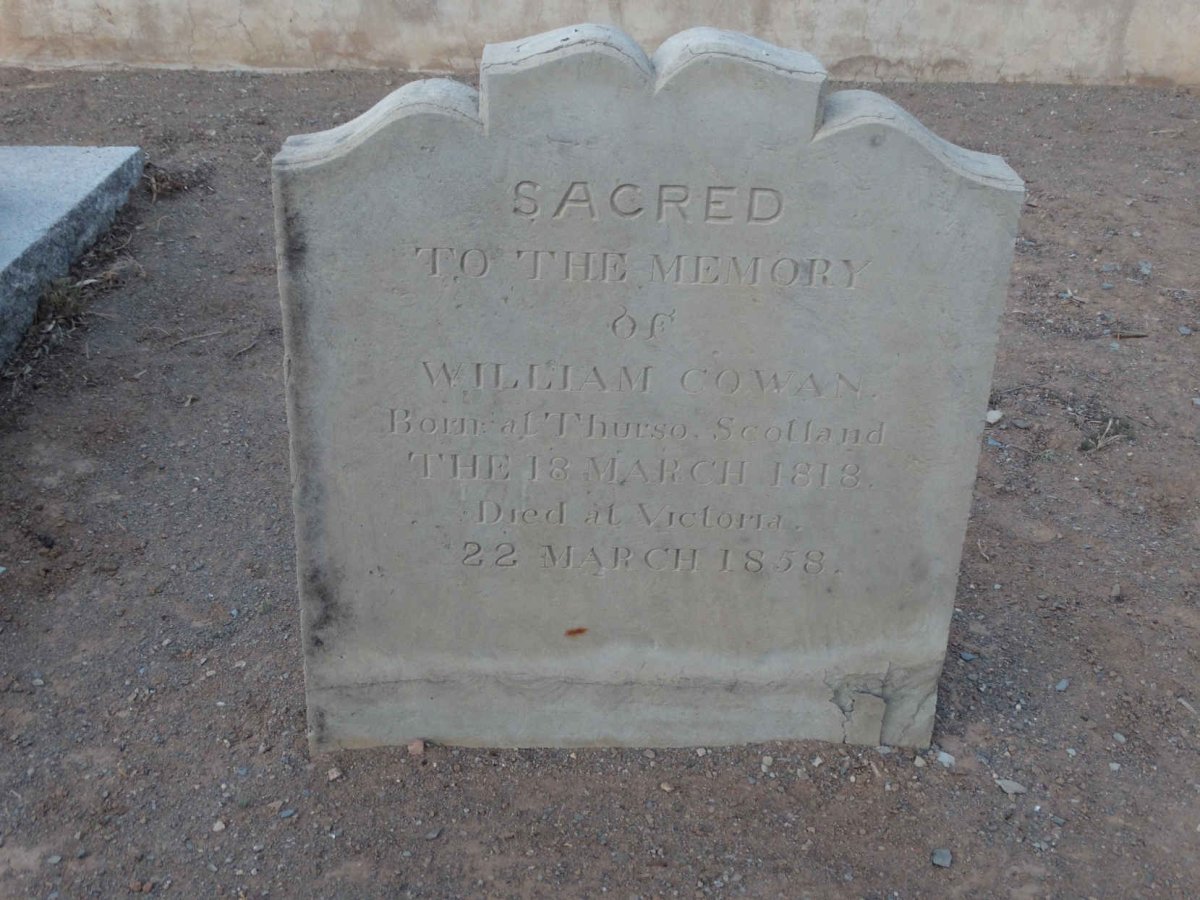 SACRED
TO THE MEMORY
of
WILLIAM COWAN.
Born at Thurso, Scotland
THE 18 MARCH 1818.
Died at Victoria,
22 MARCH 1858.